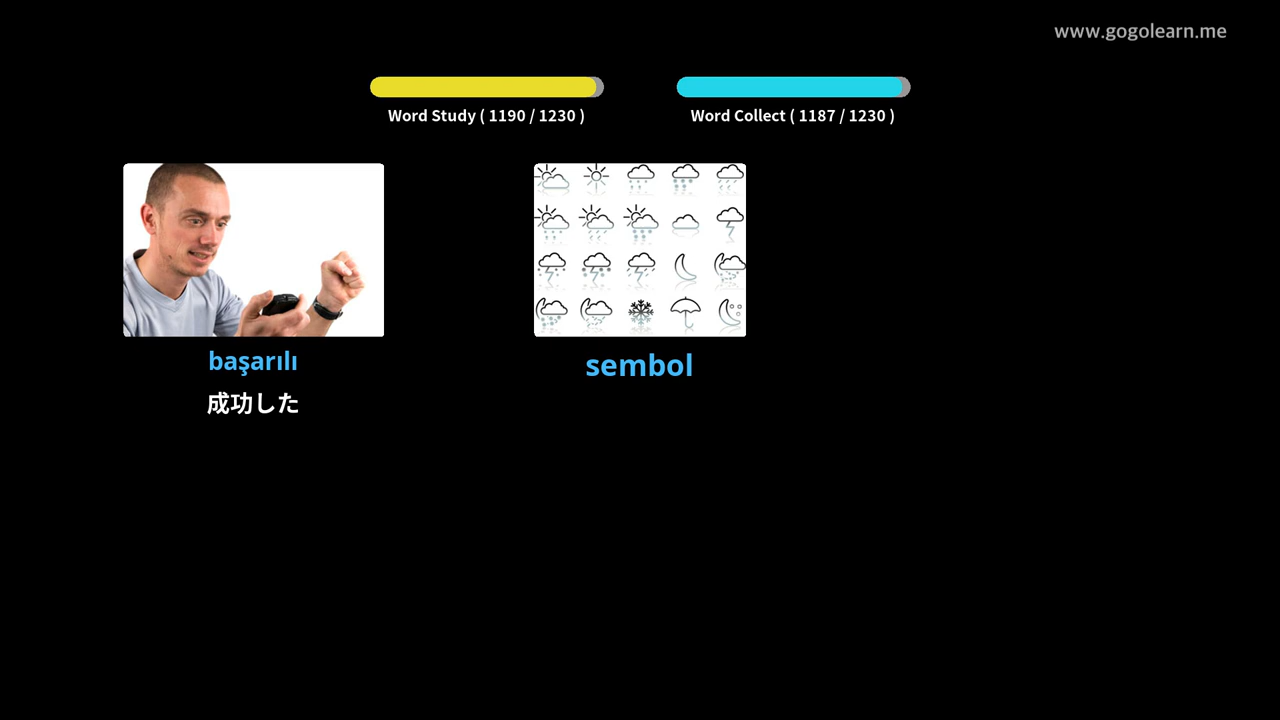 www.gogolearn.me
Word Study ( 1190 / 1230 )
Word Collect ( 1187 / 1230 )
başarılı
成功した
sembol